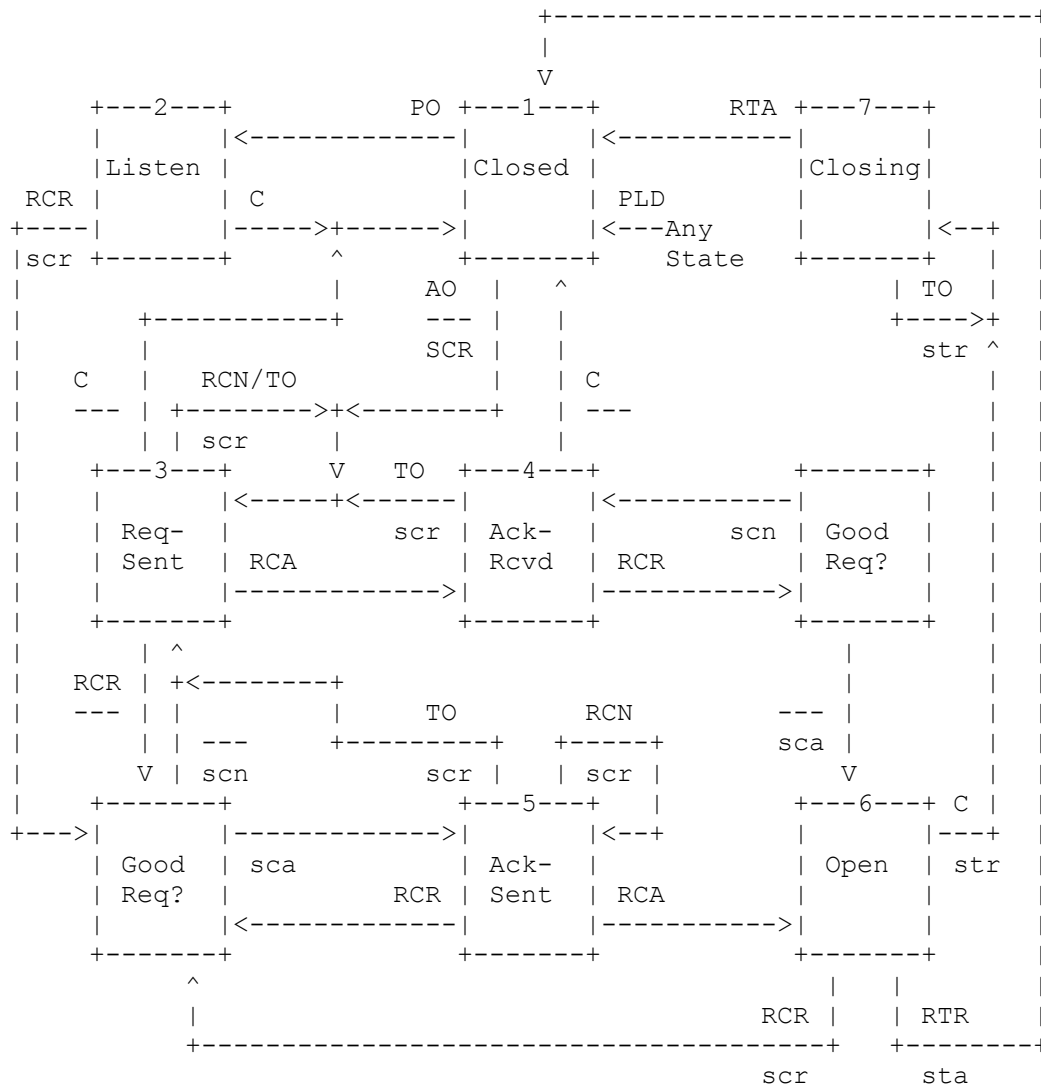 2 PO 1 RTA 7
Listen Closed Closing
RCR C PLD
Any
scr State
AO TO
---
SCR str
C RCN/TO C
--- ---
scr
3 TO 4
Req- scr Ack- scn Good
Sent RCA Rcvd RCR Req?
RCR
--- TO RCN ---
--- sca
scn scr scr
5 6 C
Good sca Ack- Open str
Req? RCR Sent RCA
RCR RTR
scr sta